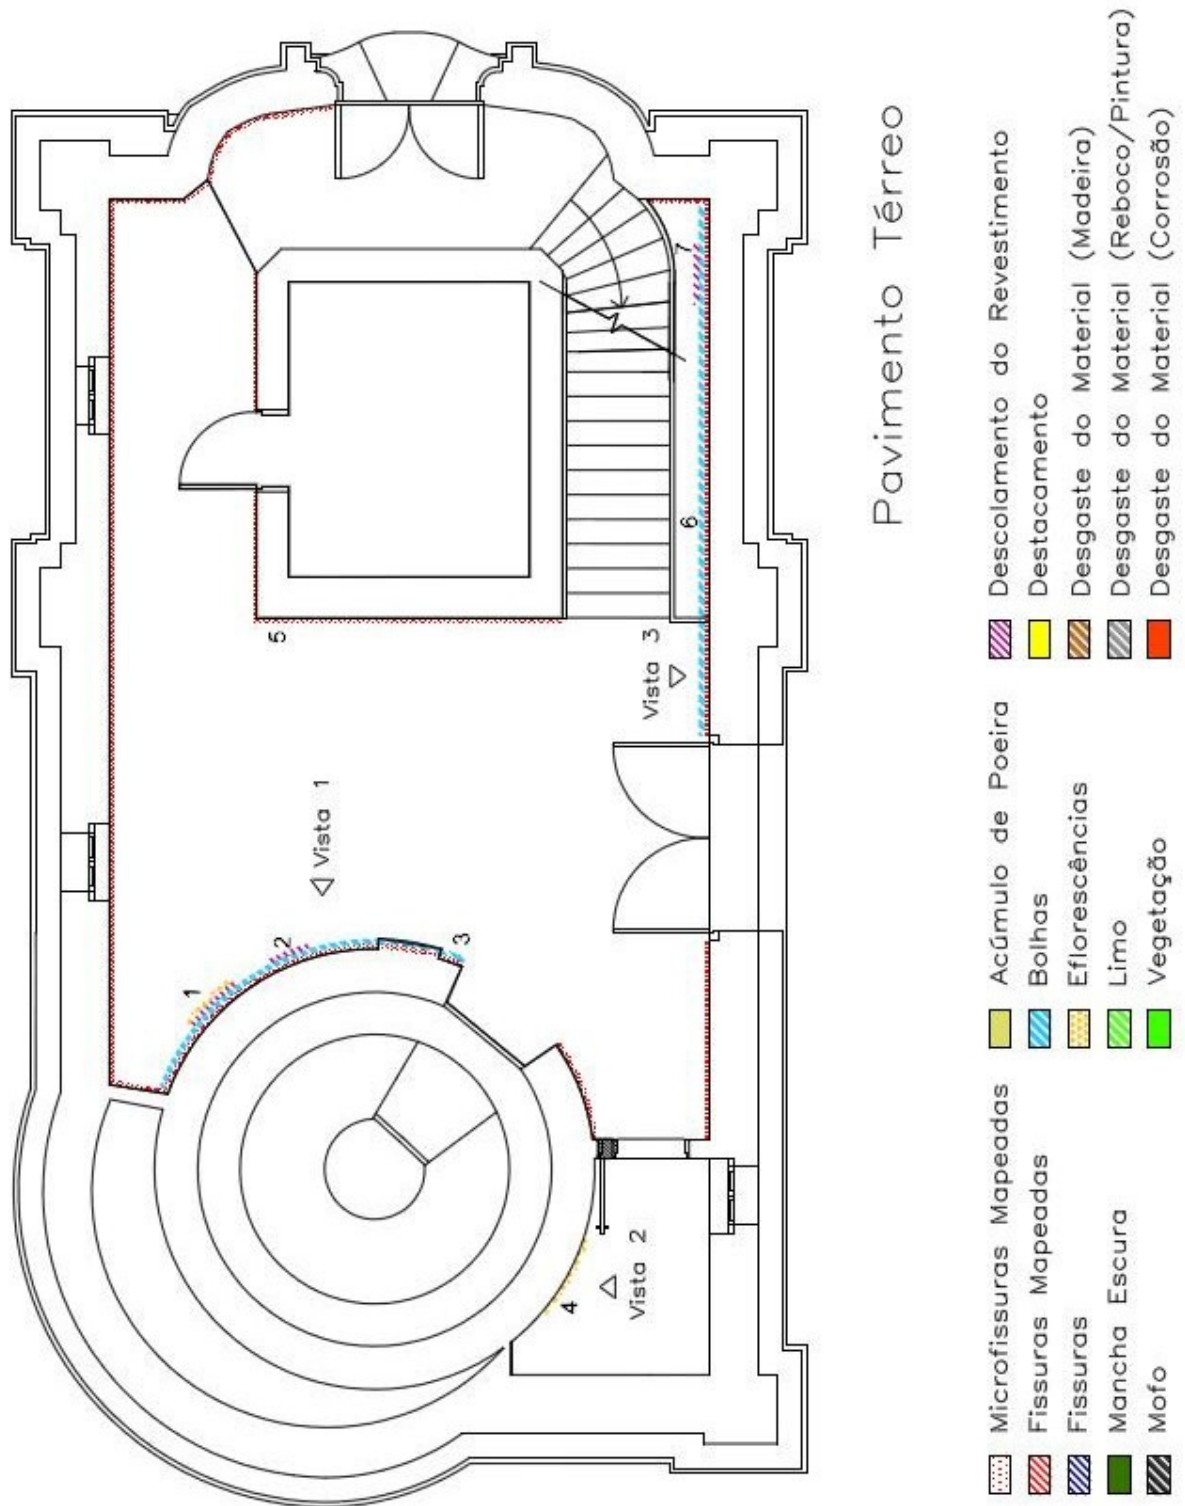 1
2
3
4
5
6
7
Vista 1
Vista 2
Vista 3
Pavimento Térreo
Microfissuras Mapeadas
Fissuras Mapeadas
Fissuras
Mancha Escura
Mofo
Acúmulo de Poeira
Bolhas
Eflorescências
Limo
Vegetação
Descolamento do Revestimento
Destacamento
Desgaste do Material (Madeira)
Desgaste do Material (Reboco/Pintura)
Desgaste do Material (Corrosão)